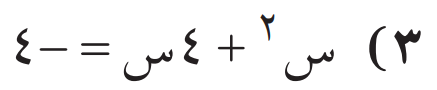 ٣) س٢ + ٤س = –٤